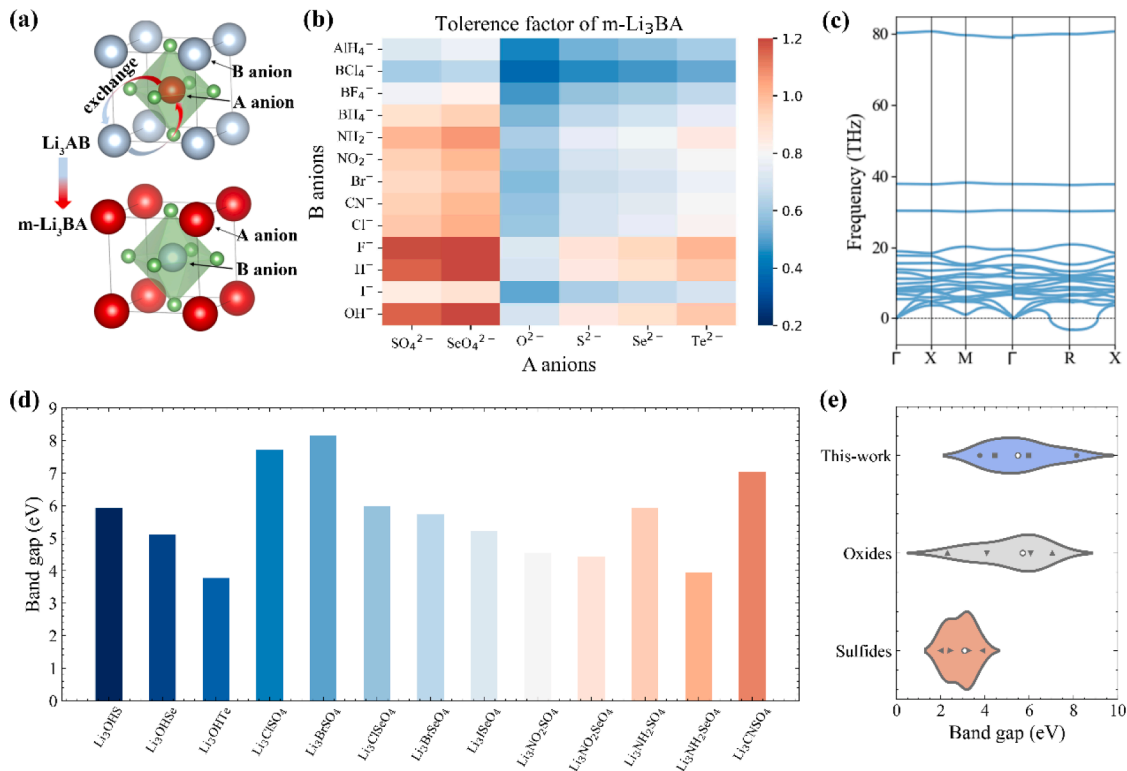 (a)
B anion
exchange
A anion
Li₃AB
m-Li₃BA
A anion
B anion
(b)
Tolerence factor of m-Li₃BA
B anions
AlH₄⁻
BCl₄⁻
BF₄⁻
BH₄⁻
NH₂⁻
NO₂⁻
Br⁻
CN⁻
Cl⁻
F⁻
H⁻
I⁻
OH⁻
SO₄²⁻ SeO₄²⁻ O²⁻ S²⁻ Se²⁻ Te²⁻
A anions
1.2
1.0
0.8
0.6
0.4
0.2
(c)
Frequency (THz)
80
60
40
20
0
Γ X M Γ R X
(d)
Band gap (eV)
9
8
7
6
5
4
3
2
1
0
Li₃OHS
Li₃OHSe
Li₃OHTe
Li₃ClSO₄
Li₃BrSO₄
Li₃ClSeO₄
Li₃BrSeO₄
Li₃ISeO₄
Li₃NO₂SO₄
Li₃NO₂SeO₄
Li₃NH₂SO₄
Li₃NH₂SeO₄
Li₃CNSO₄
(e)
This-work
Oxides
Sulfides
0 2 4 6 8 10
Band gap (eV)